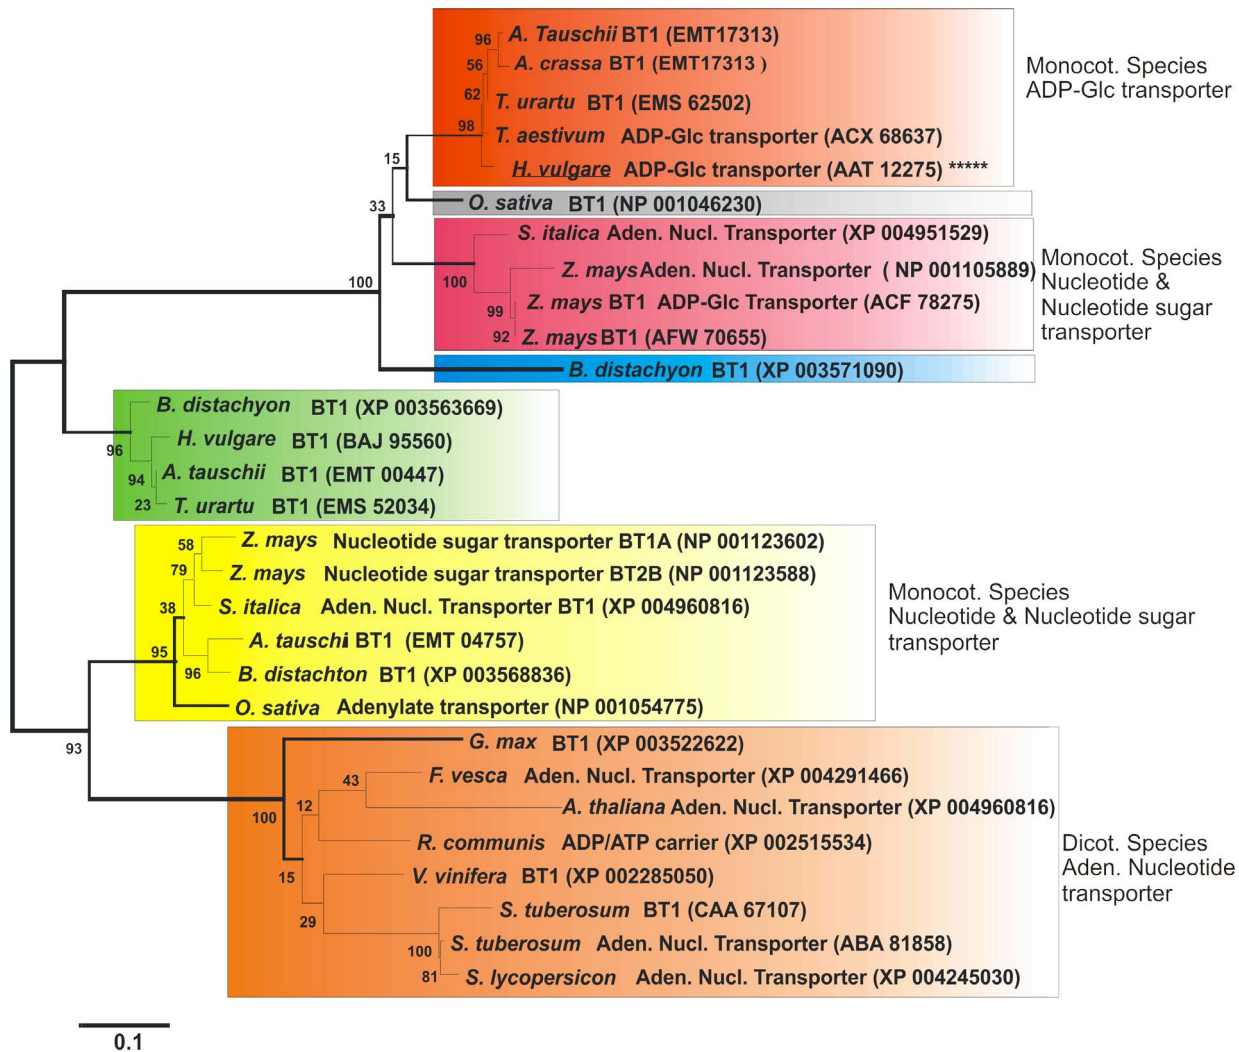 96
A. Tauschii BT1 (EMT17313)
56
A. crassa BT1 (EMT17313 )
Monocot. Species
ADP-Glc transporter
62
T. urartu BT1 (EMS 62502)
98
T. aestivum ADP-Glc transporter (ACX 68637)
15
H. vulgare ADP-Glc transporter (AAT 12275) *****
33
O. sativa BT1 (NP 001046230)
S. italica Aden. Nucl. Transporter (XP 004951529)
100
100
Z. mays Aden. Nucl. Transporter ( NP 001105889)
Monocot. Species
Nucleotide &
Nucleotide sugar
transporter
99
Z. mays BT1 ADP-Glc Transporter (ACF 78275)
92
Z. mays BT1 (AFW 70655)
B. distachyon BT1 (XP 003571090)
B. distachyon BT1 (XP 003563669)
96
H. vulgare BT1 (BAJ 95560)
94
A. tauschii BT1 (EMT 00447)
23
T. urartu BT1 (EMS 52034)
58
Z. mays Nucleotide sugar transporter BT1A (NP 001123602)
79
Z. mays Nucleotide sugar transporter BT2B (NP 001123588)
38
S. italica Aden. Nucl. Transporter BT1 (XP 004960816)
Monocot. Species
Nucleotide & Nucleotide sugar
transporter
95
A. tauschi BT1 (EMT 04757)
96
B. distachton BT1 (XP 003568836)
O. sativa Adenylate transporter (NP 001054775)
93
G. max BT1 (XP 003522622)
43
F. vesca Aden. Nucl. Transporter (XP 004291466)
12
A. thaliana Aden. Nucl. Transporter (XP 004960816)
100
R. communis ADP/ATP carrier (XP 002515534)
Dicot. Species
Aden. Nucleotide
transporter
15
V. vinifera BT1 (XP 002285050)
29
S. tuberosum BT1 (CAA 67107)
100
S. tuberosum Aden. Nucl. Transporter (ABA 81858)
81
S. lycopersicon Aden. Nucl. Transporter (XP 004245030)
0.1